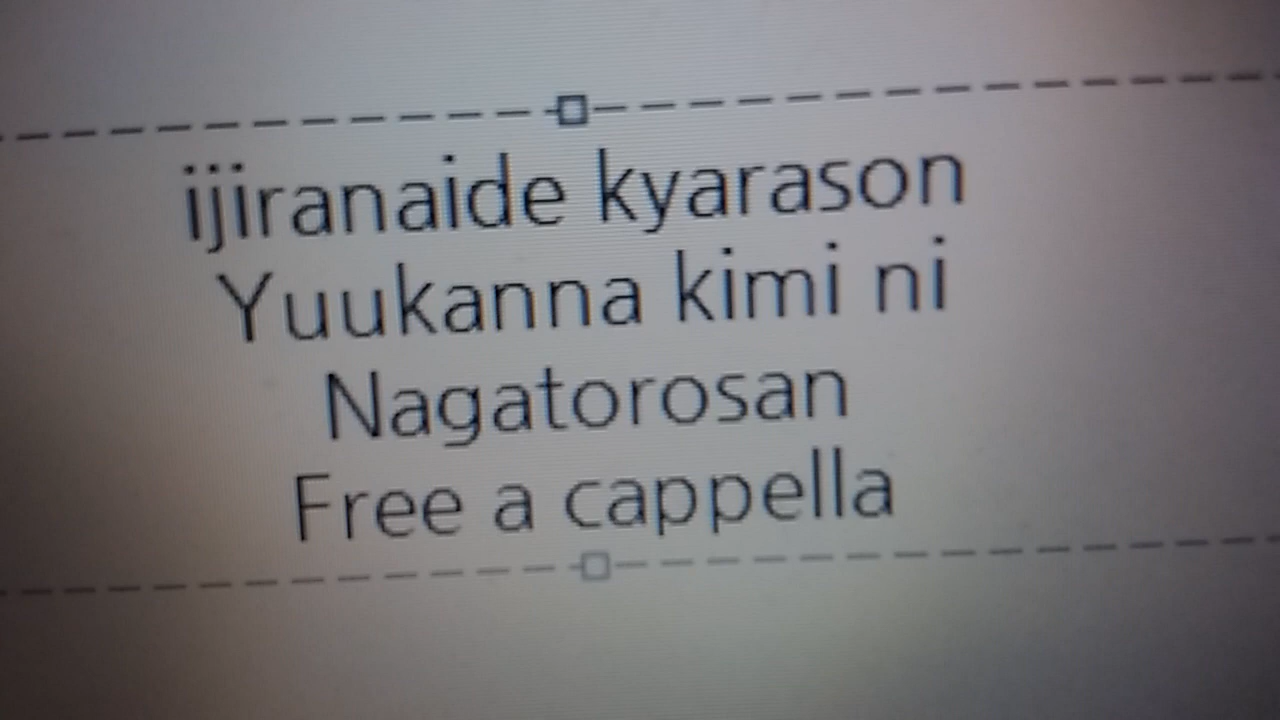 ijiranaide kyarason
Yuukanna kimi ni
Nagatorosan
Free a cappella